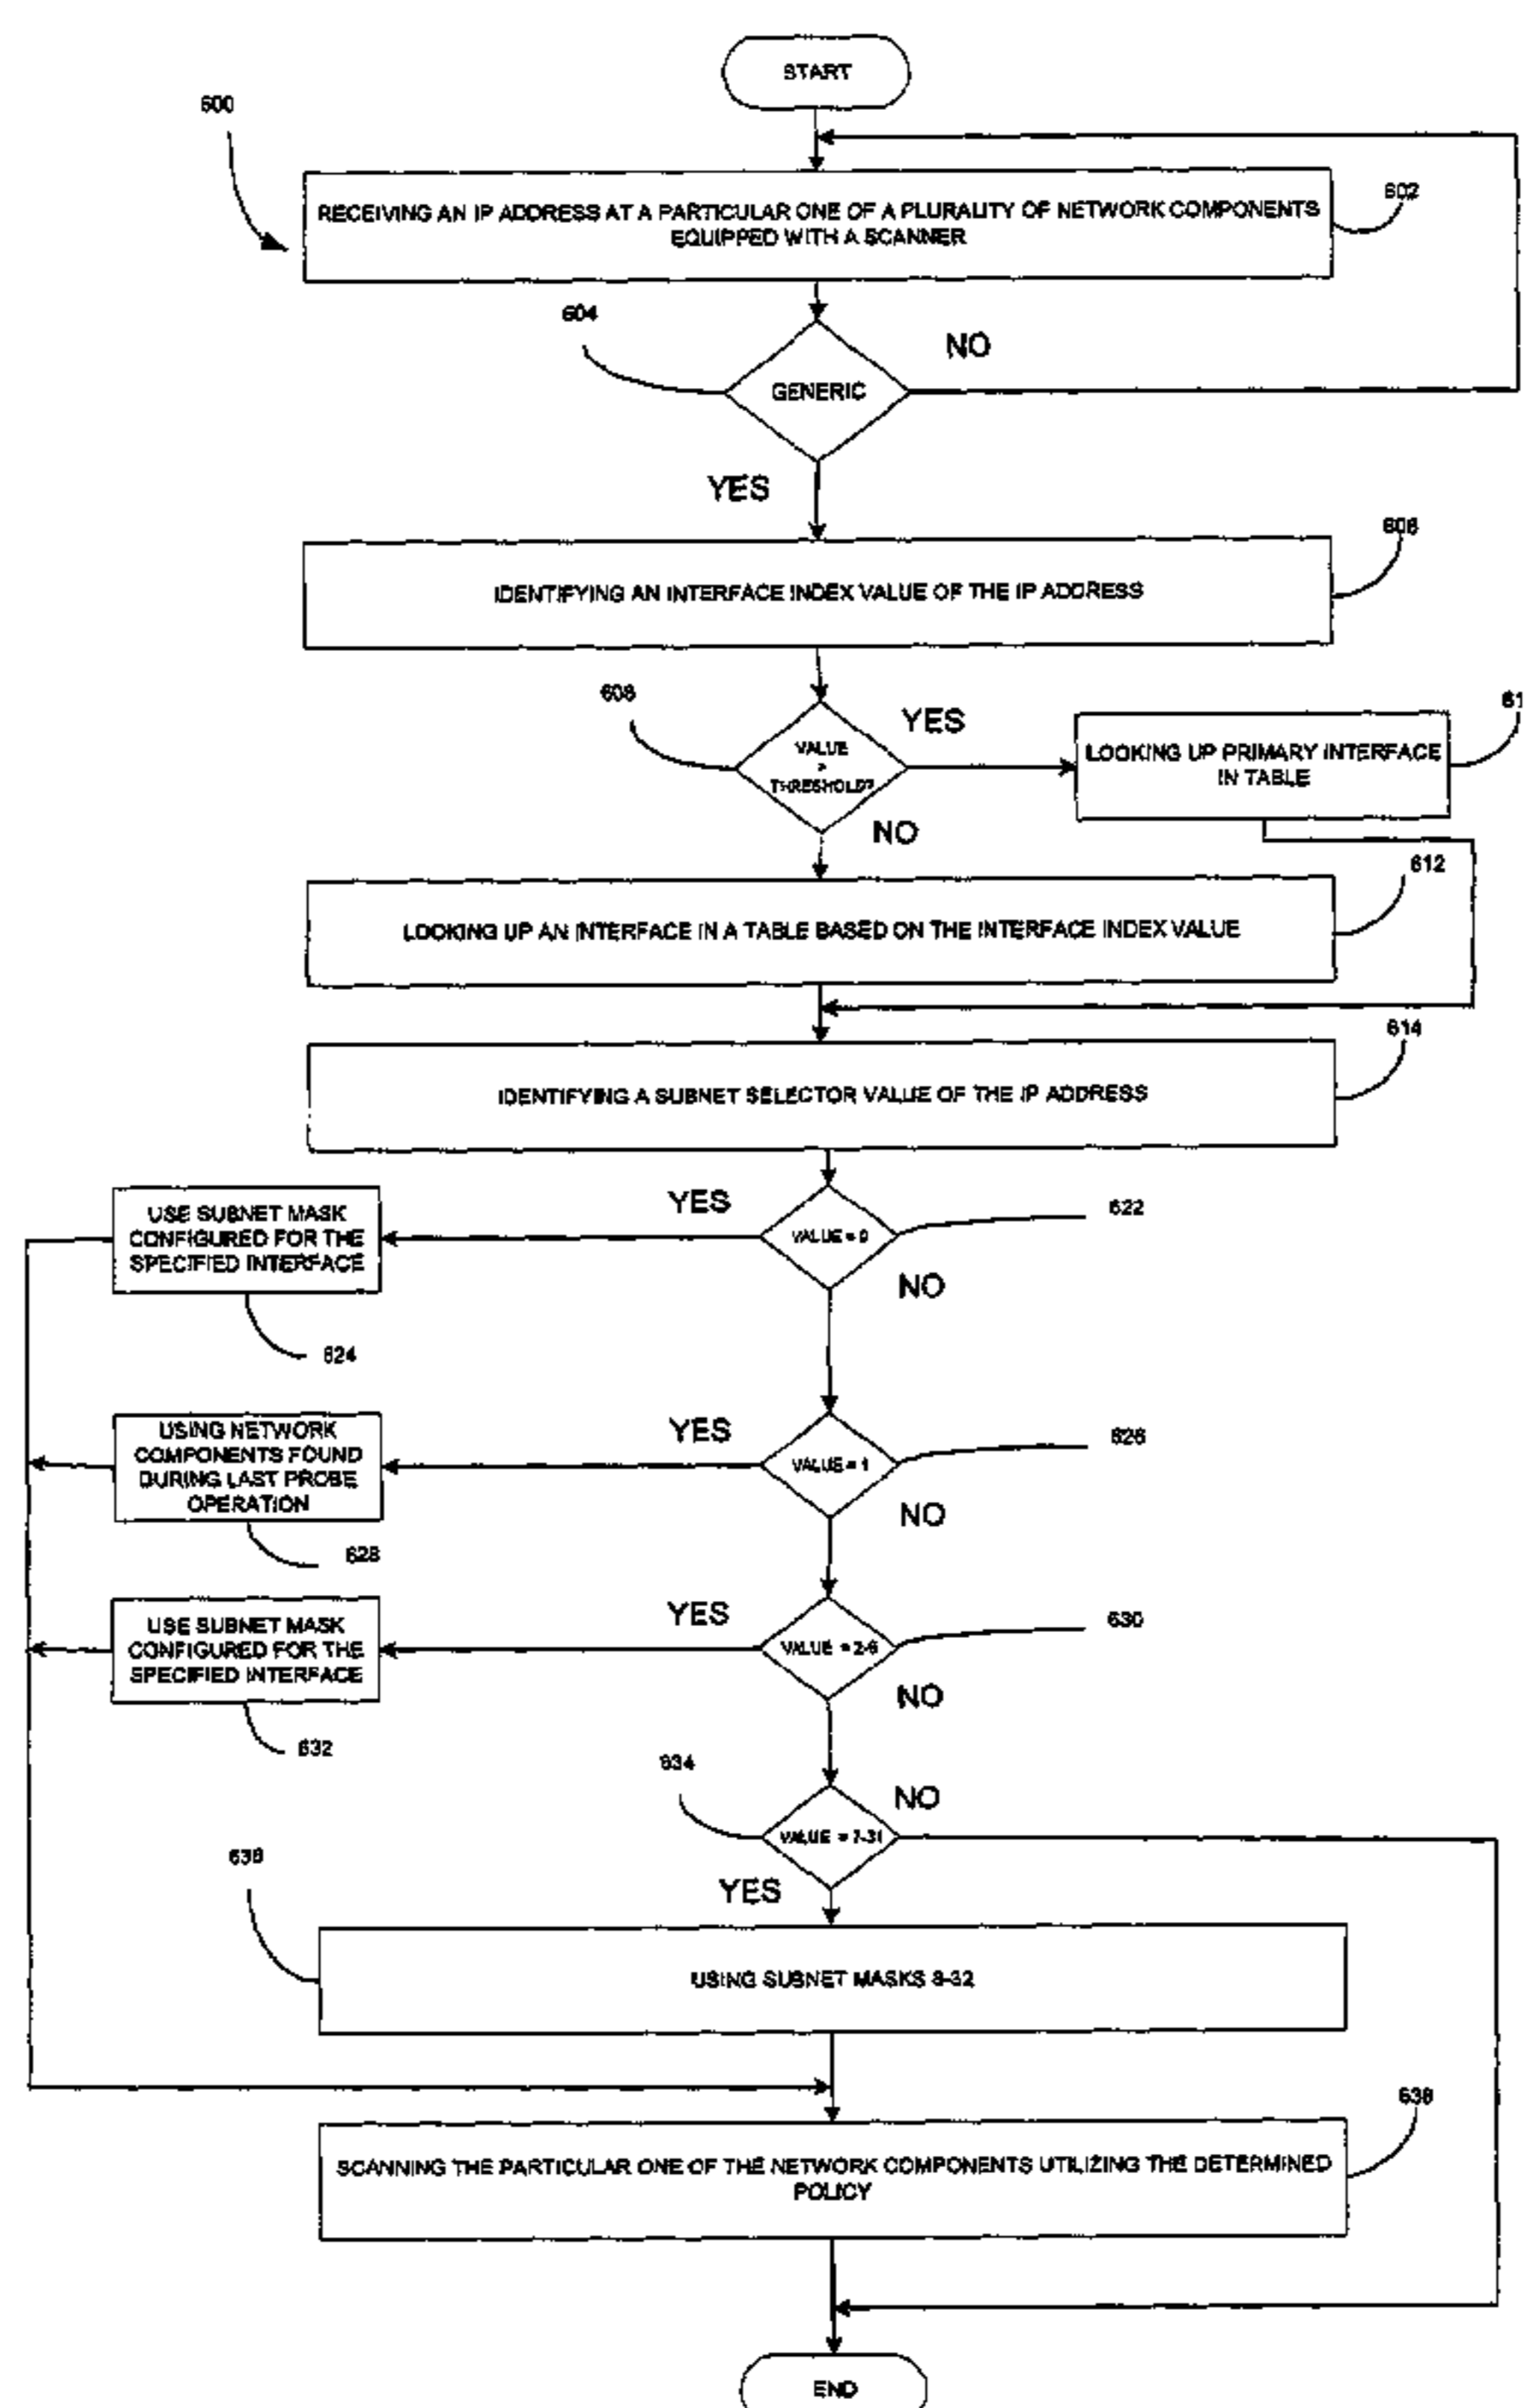 START
600
602
RECEIVING AN IP ADDRESS AT A PARTICULAR ONE OF A PLURALITY OF NETWORK COMPONENTS
EQUIPPED WITH A SCANNER
604
NO
GENERIC
YES
606
IDENTIFYING AN INTERFACE INDEX VALUE OF THE IP ADDRESS
608
YES
VALUE
>
THRESHOLD?
LOOKING UP PRIMARY INTERFACE
IN TABLE
NO
612
LOOKING UP AN INTERFACE IN A TABLE BASED ON THE INTERFACE INDEX VALUE
614
IDENTIFYING A SUBNET SELECTOR VALUE OF THE IP ADDRESS
YES
622
USE SUBNET MASK
CONFIGURED FOR THE
SPECIFIED INTERFACE
VALUE = 0
NO
624
YES
626
USING NETWORK
COMPONENTS FOUND
DURING LAST PROBE
OPERATION
VALUE = 1
NO
628
YES
630
USE SUBNET MASK
CONFIGURED FOR THE
SPECIFIED INTERFACE
VALUE = 2-6
NO
632
634
NO
VALUE = 7-31
YES
USING SUBNET MASKS 8-32
638
SCANNING THE PARTICULAR ONE OF THE NETWORK COMPONENTS UTILIZING THE DETERMINED
POLICY
END